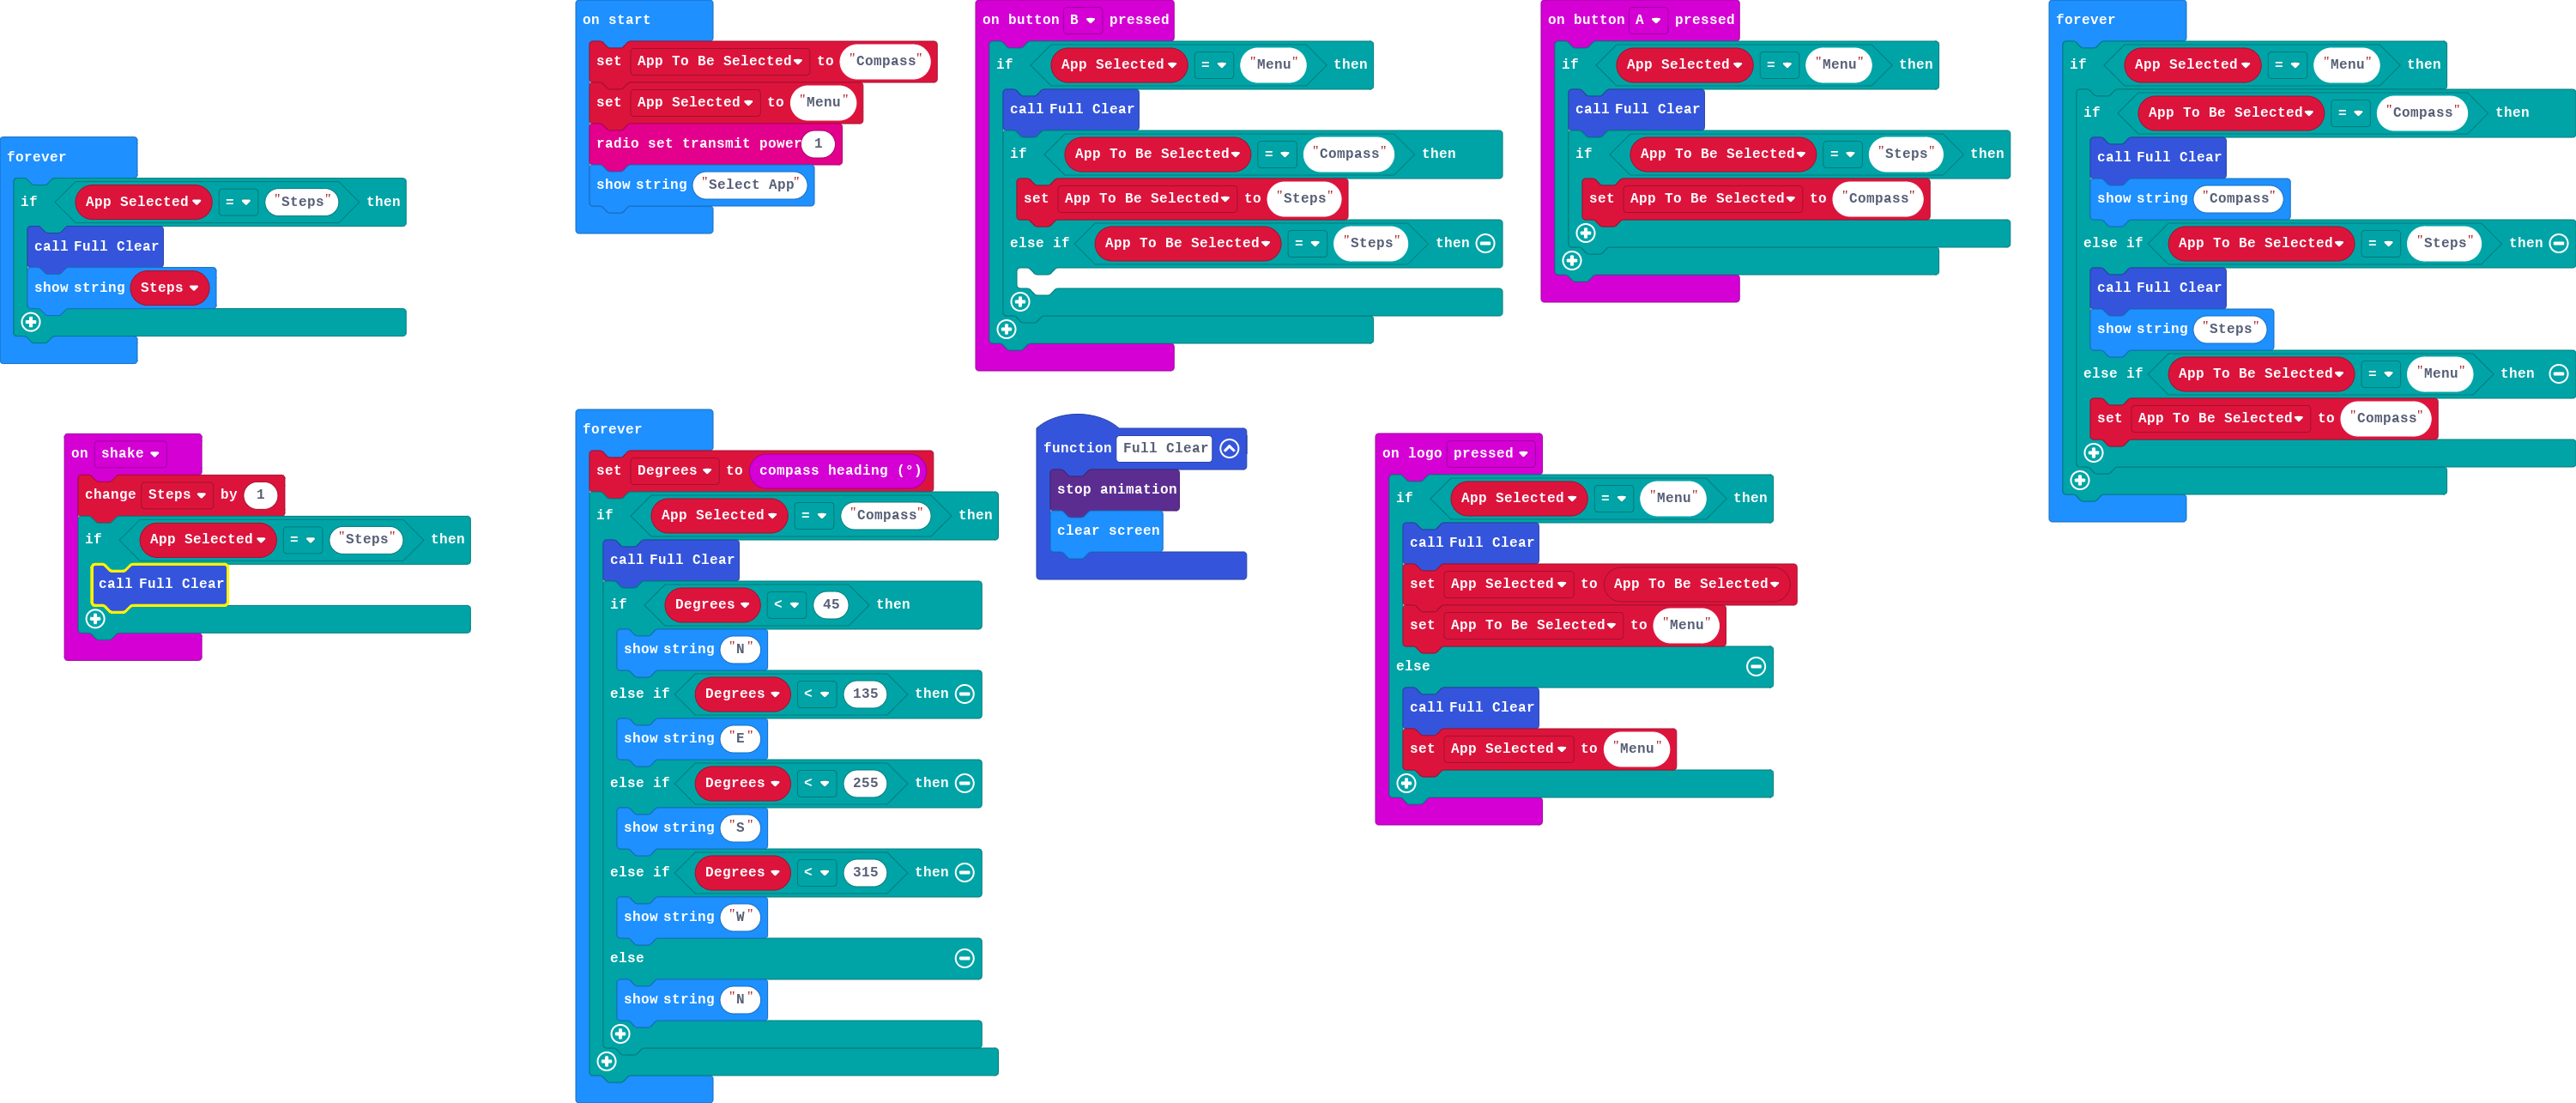 forever
if App Selected = "Steps" then
call Full Clear
show string Steps
on start
set App To Be Selected to "Compass"
set App Selected to "Menu"
radio set transmit power 1
show string "Select App"
on button B pressed
if App Selected = "Menu" then
call Full Clear
if App To Be Selected = "Compass" then
set App To Be Selected to "Steps"
else if App To Be Selected = "Steps" then
on button A pressed
if App Selected = "Menu" then
call Full Clear
if App To Be Selected = "Steps" then
set App To Be Selected to "Compass"
forever
if App Selected = "Menu" then
if App To Be Selected = "Compass" then
call Full Clear
show string "Compass"
else if App To Be Selected = "Steps" then
call Full Clear
show string "Steps"
else if App To Be Selected = "Menu" then
set App To Be Selected to "Compass"
on shake
change Steps by 1
if App Selected = "Steps" then
call Full Clear
forever
set Degrees to compass heading (°)
if App Selected = "Compass" then
call Full Clear
if Degrees < 45 then
show string "N"
else if Degrees < 135 then
show string "E"
else if Degrees < 255 then
show string "S"
else if Degrees < 315 then
show string "W"
else
show string "N"
function Full Clear
stop animation
clear screen
on logo pressed
if App Selected = "Menu" then
call Full Clear
set App Selected to App To Be Selected
set App To Be Selected to "Menu"
else
call Full Clear
set App Selected to "Menu"